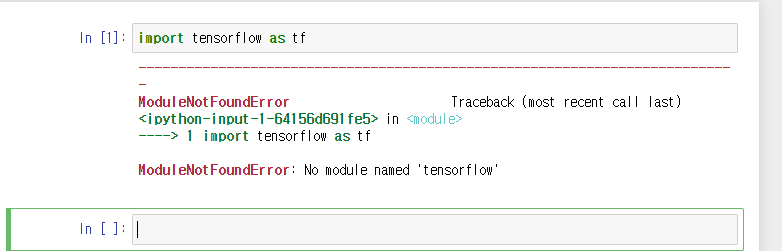 In [1]: import tensorflow as tf
---------------------------------------------------------------------------
ModuleNotFoundError Traceback (most recent call last)
<ipython-input-1-64156d691fe5> in <module>
----> 1 import tensorflow as tf
ModuleNotFoundError: No module named 'tensorflow'
In [ ]: